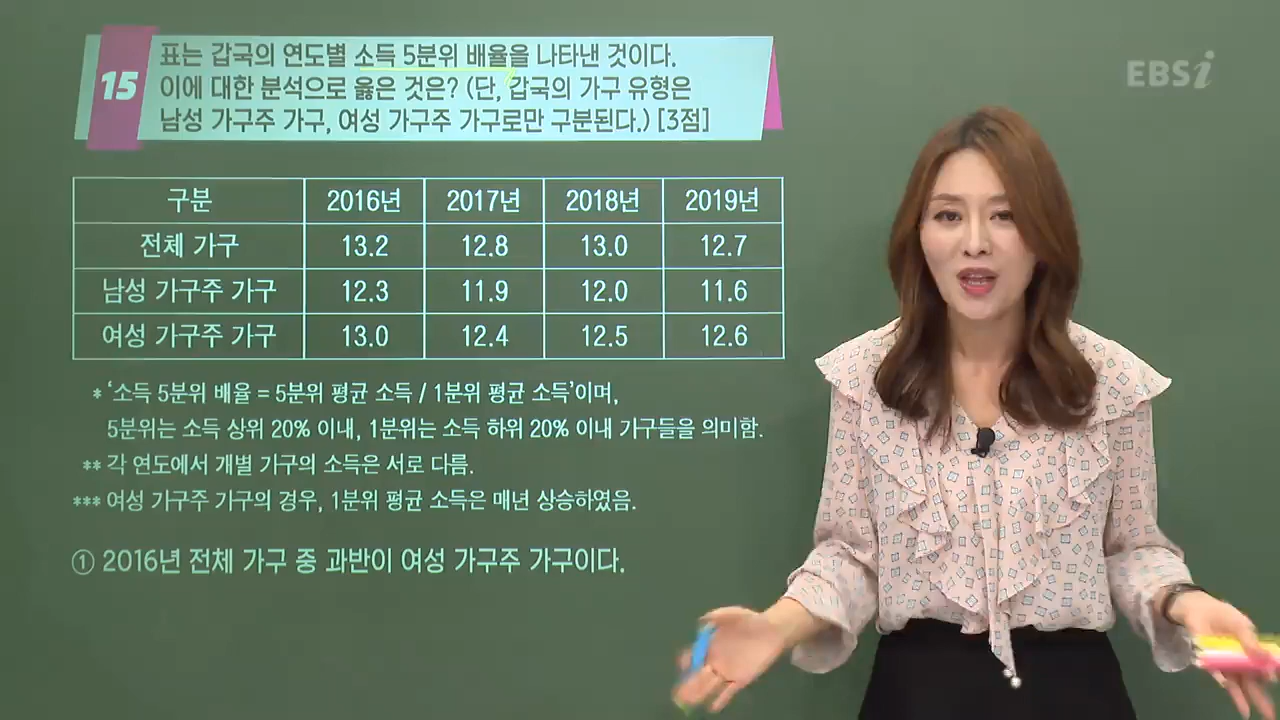 15
표는 갑국의 연도별 소득 5분위 배율을 나타낸 것이다.
이에 대한 분석으로 옳은 것은? (단, 갑국의 가구 유형은
남성 가구주 가구, 여성 가구주 가구로만 구분된다.) [3점]
EBSi
구분 2016년 2017년 2018년 2019년
전체 가구 13.2 12.8 13.0 12.7
남성 가구주 가구 12.3 11.9 12.0 11.6
여성 가구주 가구 13.0 12.4 12.5 12.6
* ‘소득 5분위 배율 = 5분위 평균 소득 / 1분위 평균 소득’이며,
5분위는 소득 상위 20% 이내, 1분위는 소득 하위 20% 이내 가구들을 의미함.
** 각 연도에서 개별 가구의 소득은 서로 다름.
*** 여성 가구주 가구의 경우, 1분위 평균 소득은 매년 상승하였음.
① 2016년 전체 가구 중 과반이 여성 가구주 가구이다.